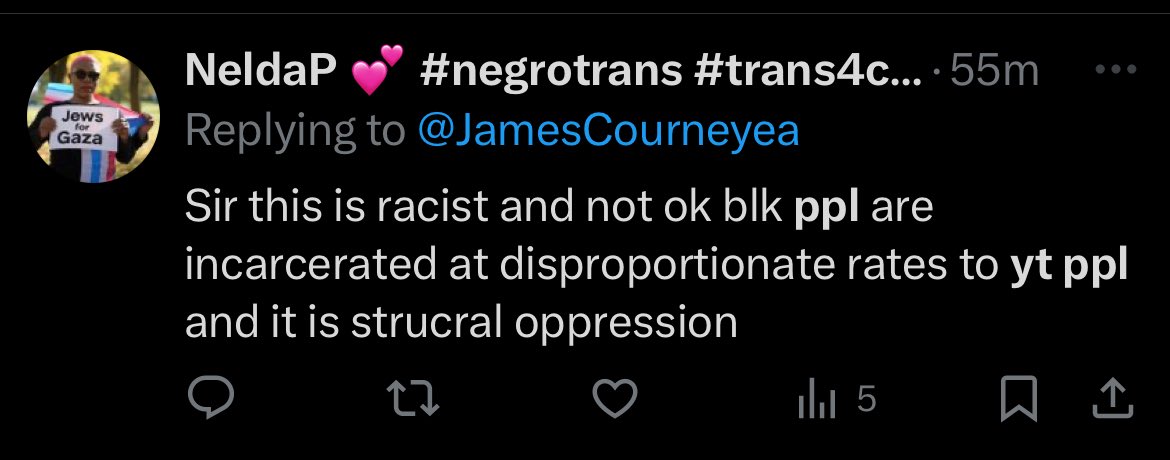 NeldaP 💕 #negrotrans #trans4c... · 55m
Replying to @JamesCourneyea
Jews
for
Gaza
Sir this is racist and not ok blk ppl are
incarcerated at disproportionate rates to yt ppl
and it is strucral oppression
5